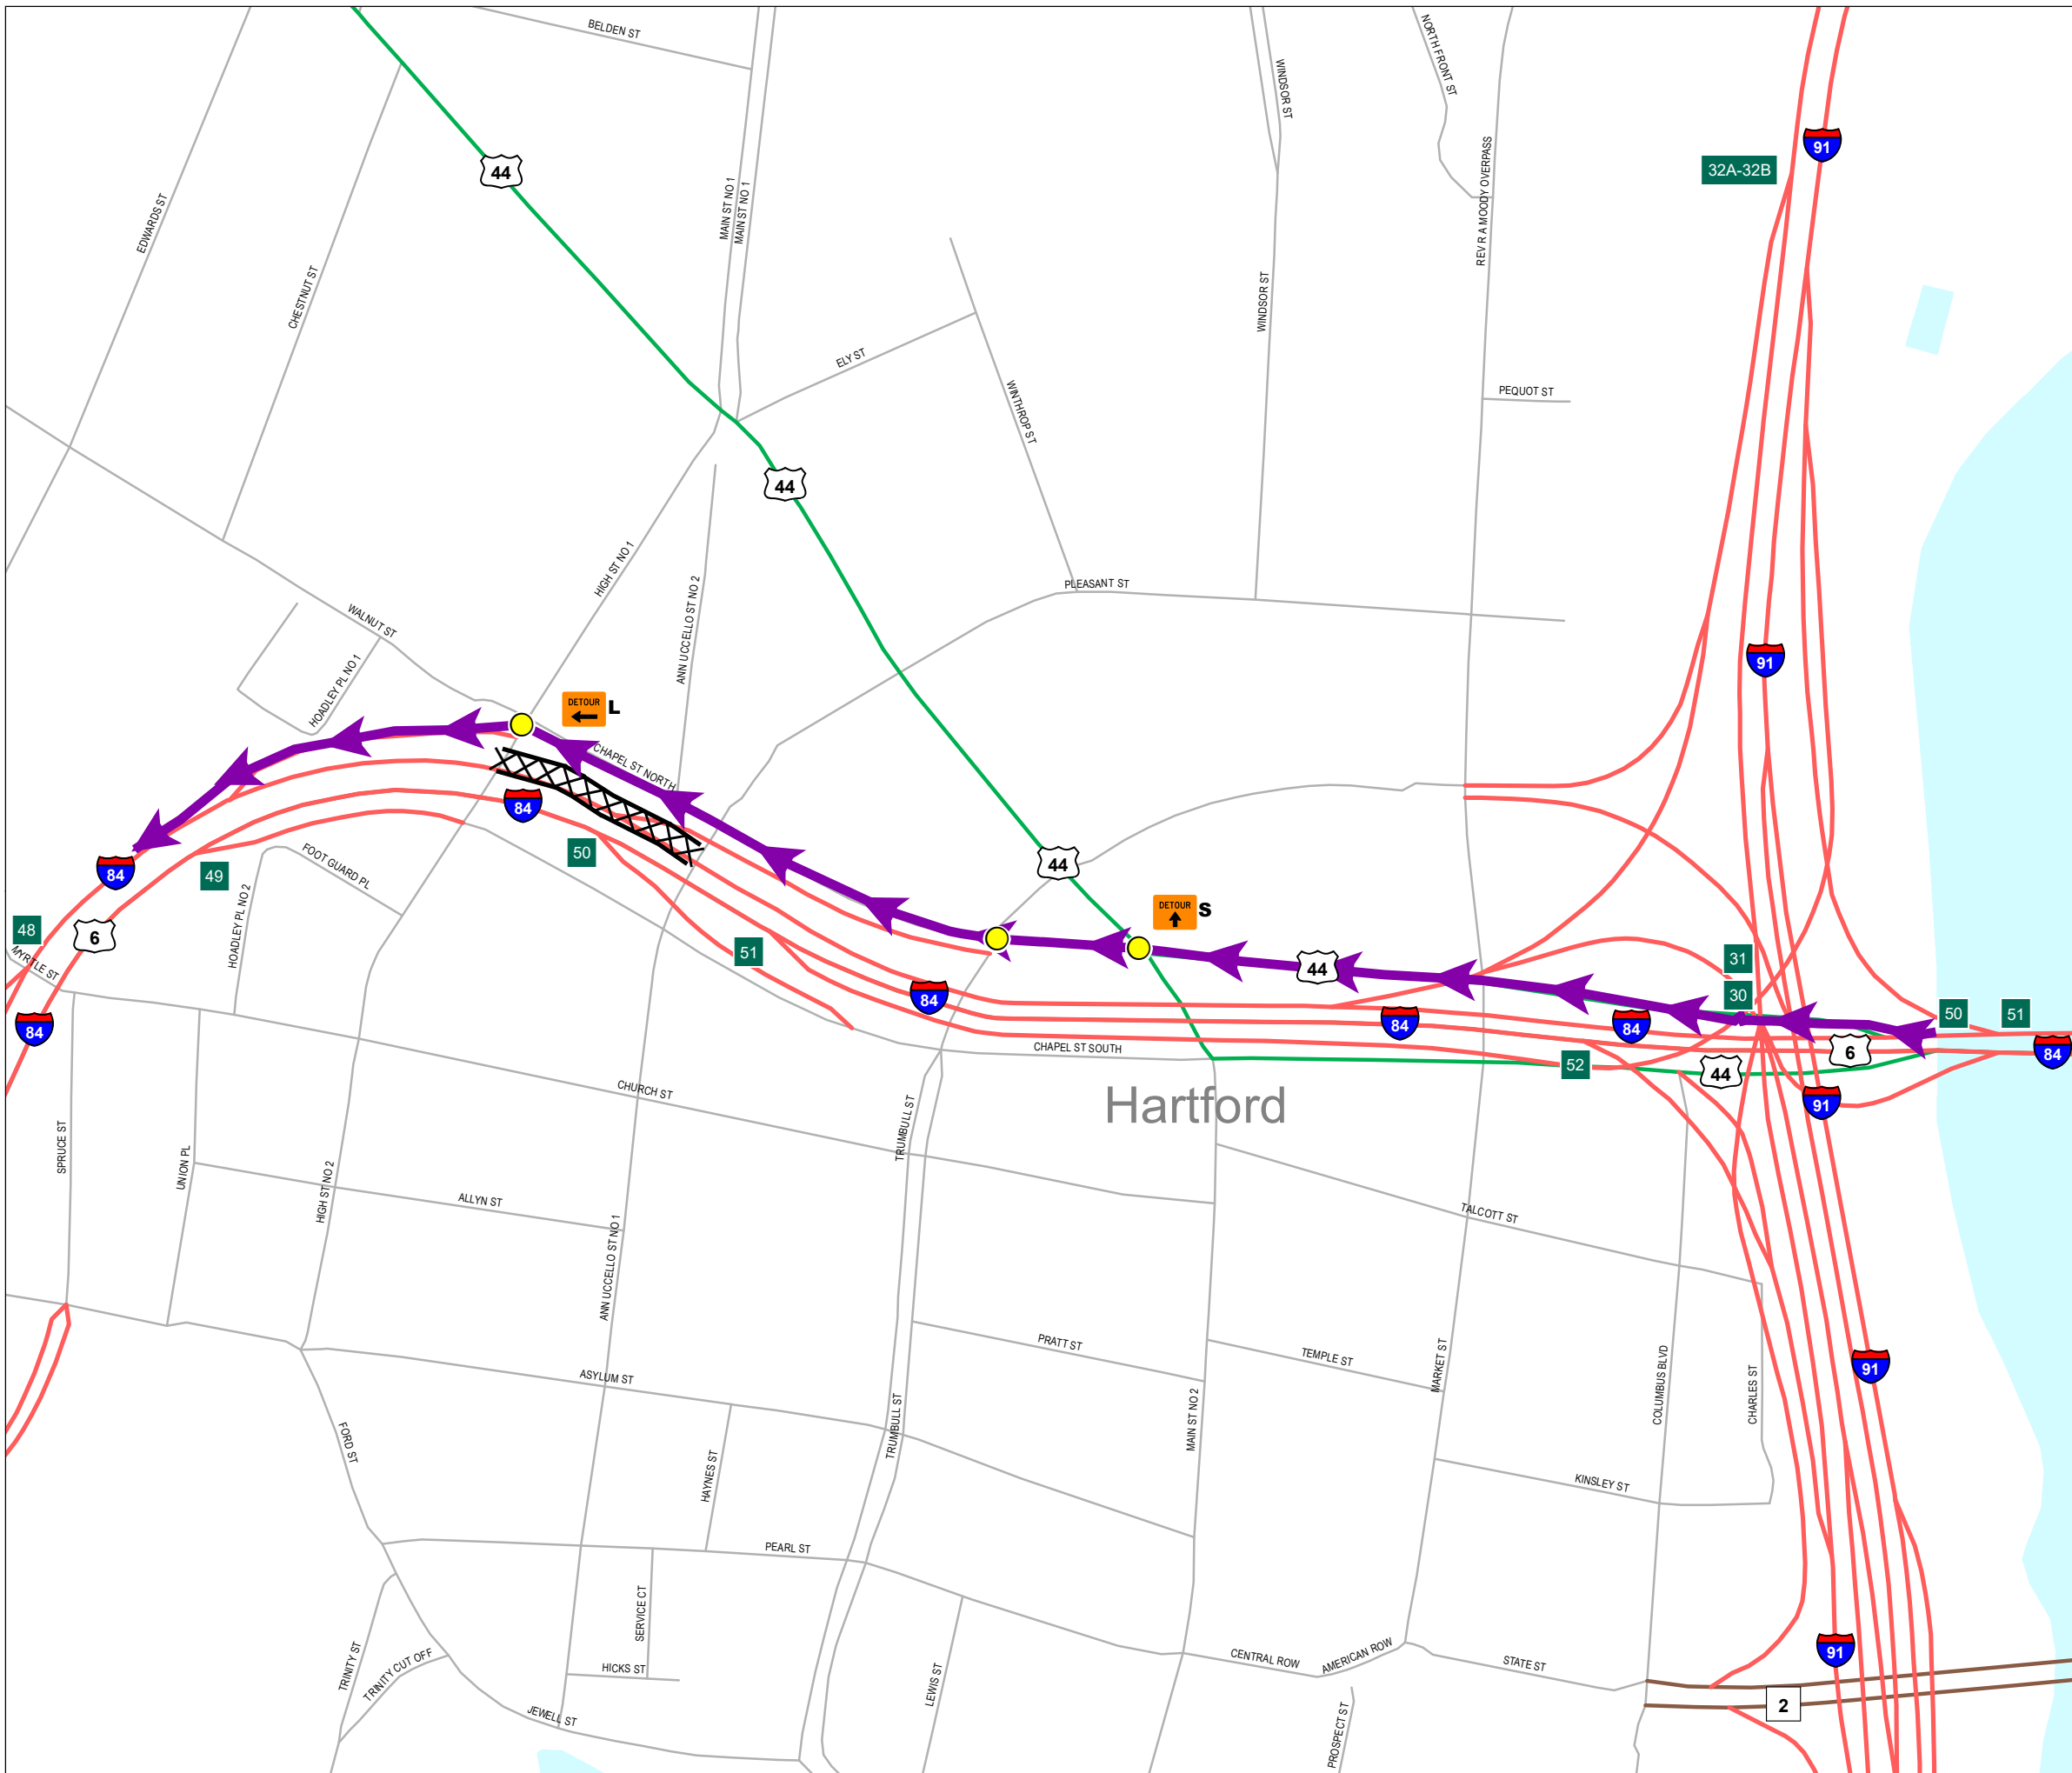 BELDEN ST
NORTH FRONT ST
WINDSOR ST
91
32A-32B
44
MAIN ST NO 1
MAIN ST NO 1
REV R A MOODY OVERPASS
EDWARDS ST
CHESTNUT ST
WINDSOR ST
ELY ST
WINTHROP ST
PEQUOT ST
44
HIGH ST NO 1
PLEASANT ST
ANN UCCELLO ST NO 2
WALNUT ST
91
HOADLEY PL NO 1
DETOUR
L
CHAPEL ST NORTH
84
50
44
FOOT GUARD PL
84
49
HOADLEY PL NO 2
DETOUR
S
48
6
MYRTLE ST
51
44
31
30
84
84
84
84
50
51
CHAPEL ST SOUTH
52
44
6
84
CHURCH ST
Hartford
91
TRUMBULL ST
SPRUCE ST
UNION PL
HIGH ST NO 2
ALLYN ST
TALCOTT ST
ANN UCCELLO ST NO 1
PRATT ST
TEMPLE ST
MARKET ST
91
ASYLUM ST
COLUMBUS BLVD
CHARLES ST
FORD ST
TRUMBULL ST
MAIN ST NO 2
HAYNES ST
KINSLEY ST
PEARL ST
SERVICE CT
CENTRAL ROW
AMERICAN ROW
STATE ST
91
TRINITY ST
TRINITY CUT OFF
HICKS ST
LEWIS ST
2
JEWELL ST
PROSPECT ST